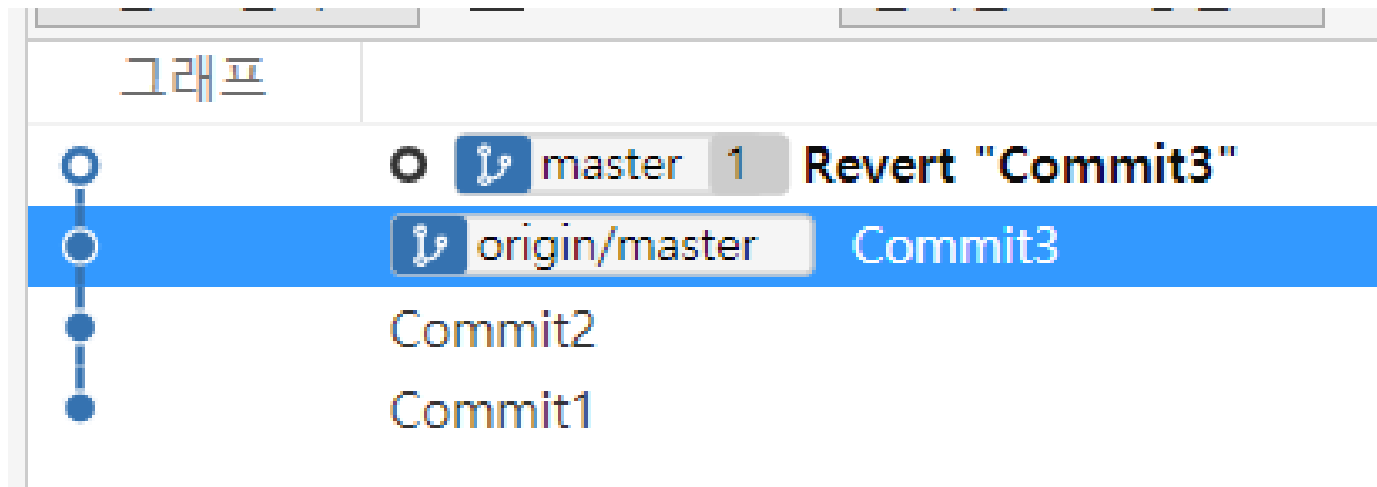 그래프
master 1 Revert "Commit3"
origin/master Commit3
Commit2
Commit1